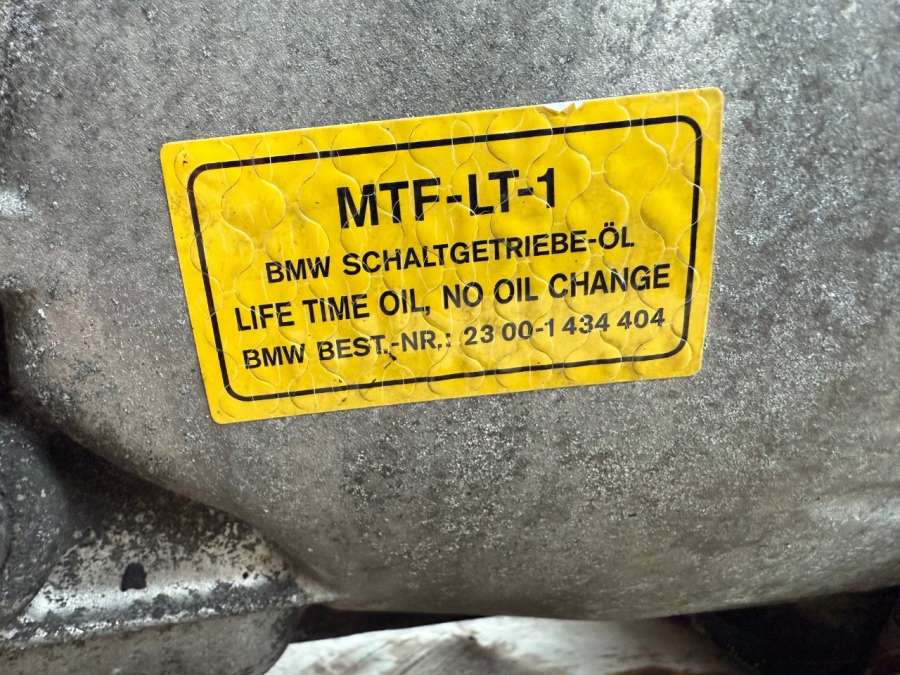 MTF-LT-1
BMW SCHALTGETRIEBE-ÖL
LIFE TIME OIL, NO OIL CHANGE
BMW BEST.-NR.: 23 00-1 434 404